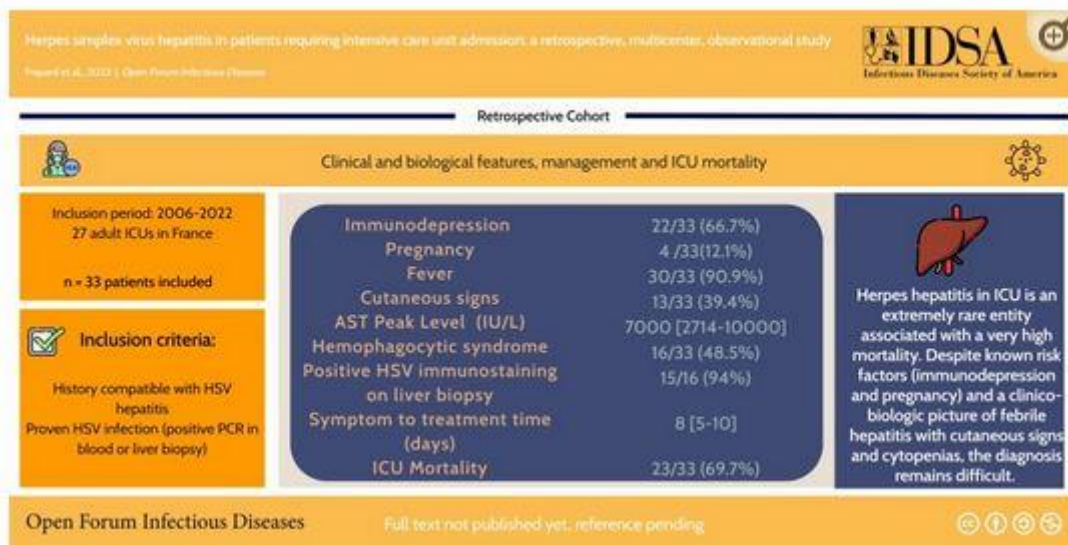 Herpes simplex virus hepatitis in patients requiring intensive care unit admission: a retrospective, multicenter, observational study
et al., | Open Forum Infectious Diseases
IDSA
Infectious Diseases Society of America
Retrospective Cohort
Clinical and biological features, management and ICU mortality
Inclusion period: 2006-2022
27 adult ICUs in France
n = 33 patients included
Inclusion criteria:
History compatible with HSV
hepatitis
Proven HSV infection (positive PCR in
blood or liver biopsy)
Immunodepression 22/33 (66.7%)
Pregnancy 4 /33(12.1%)
Fever 30/33 (90.9%)
Cutaneous signs 13/33 (39.4%)
AST Peak Level (IU/L) 7000 [2714-10000]
Hemophagocytic syndrome 16/33 (48.5%)
Positive HSV immunostaining 15/16 (94%)
on liver biopsy
Symptom to treatment time 8 [5-10]
(days)
ICU Mortality 23/33 (69.7%)
Herpes hepatitis in ICU is an
extremely rare entity
associated with a very high
mortality. Despite known risk
factors (immunodepression
and pregnancy) and a clinico-
biologic picture of febrile
hepatitis with cutaneous signs
and cytopenias, the diagnosis
remains difficult.
Open Forum Infectious Diseases
Full text not published yet, reference pending
cc